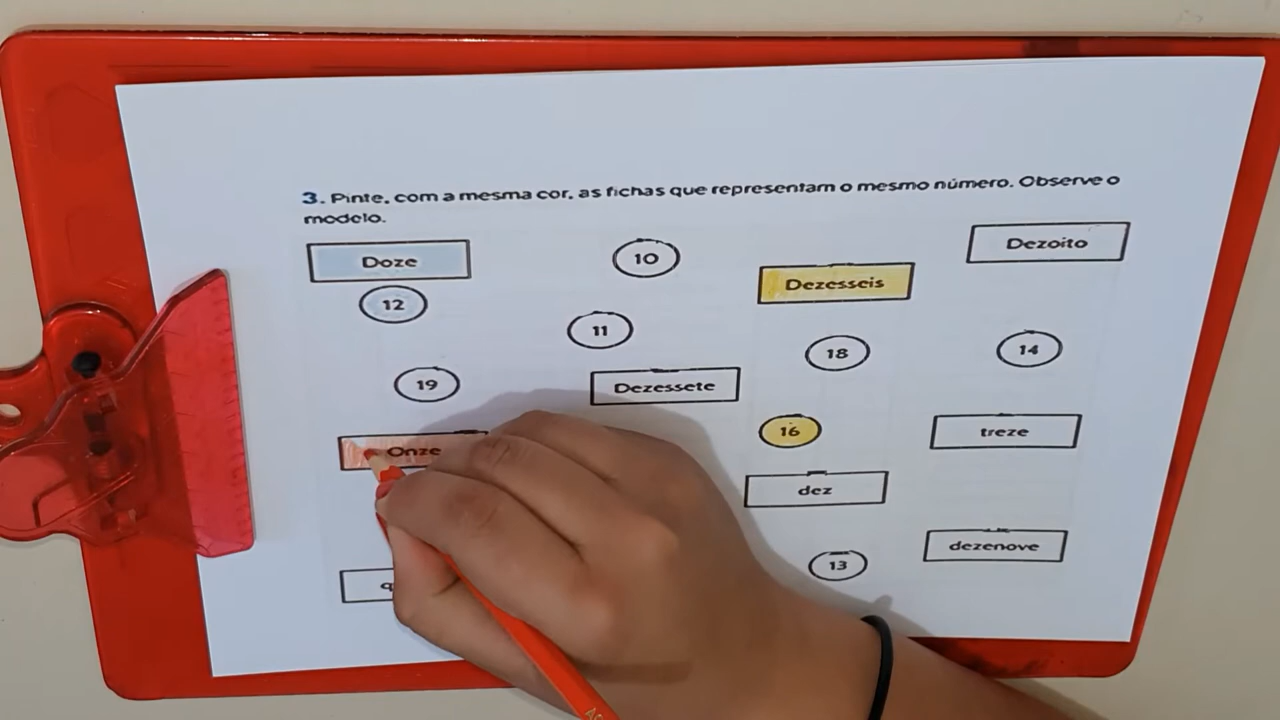 3. Pinte, com a mesma cor, as fichas que representam o mesmo número. Observe o
modelo.
Doze
10
Dezesseis
Dezoito
12
11
18
14
19
Dezessete
Onze
16
treze
dez
13
dezenove